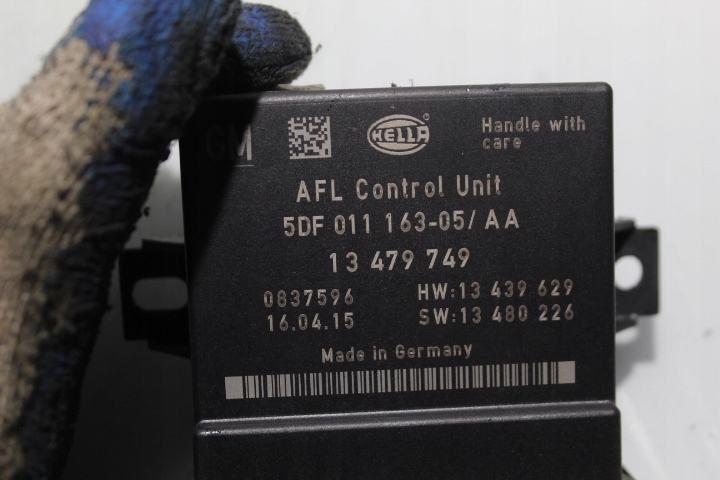 GM HELLA Handle with
care
AFL Control Unit
5DF 011 163-05/AA
13 479 749
0837596 HW:13 439 629
16.04.15 SW:13 480 226
Made in Germany